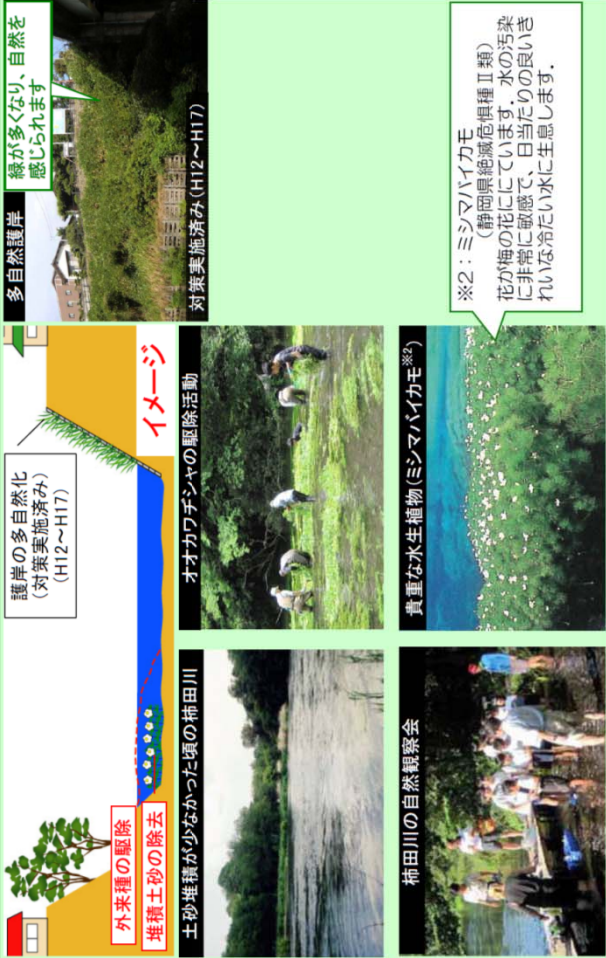 護岸の多自然化
(対策実施済み)
(H12～H17)
外来種の駆除
堆積土砂の除去
イメージ
多自然護岸
緑が多くなり、自然を
感じられます
対策実施済み(H12～H17)
土砂堆積が少なかった頃の柿田川
オオカワヂシャの駆除活動
柿田川の自然観察会
貴重な水生植物(ミシマバイカモ※2)
※2：ミシマバイカモ
(静岡県絶滅危惧種Ⅱ類)
花が梅の花ににています．水の汚染
に非常に敏感で、日当たりの良いき
れいな冷たい水に生息します．